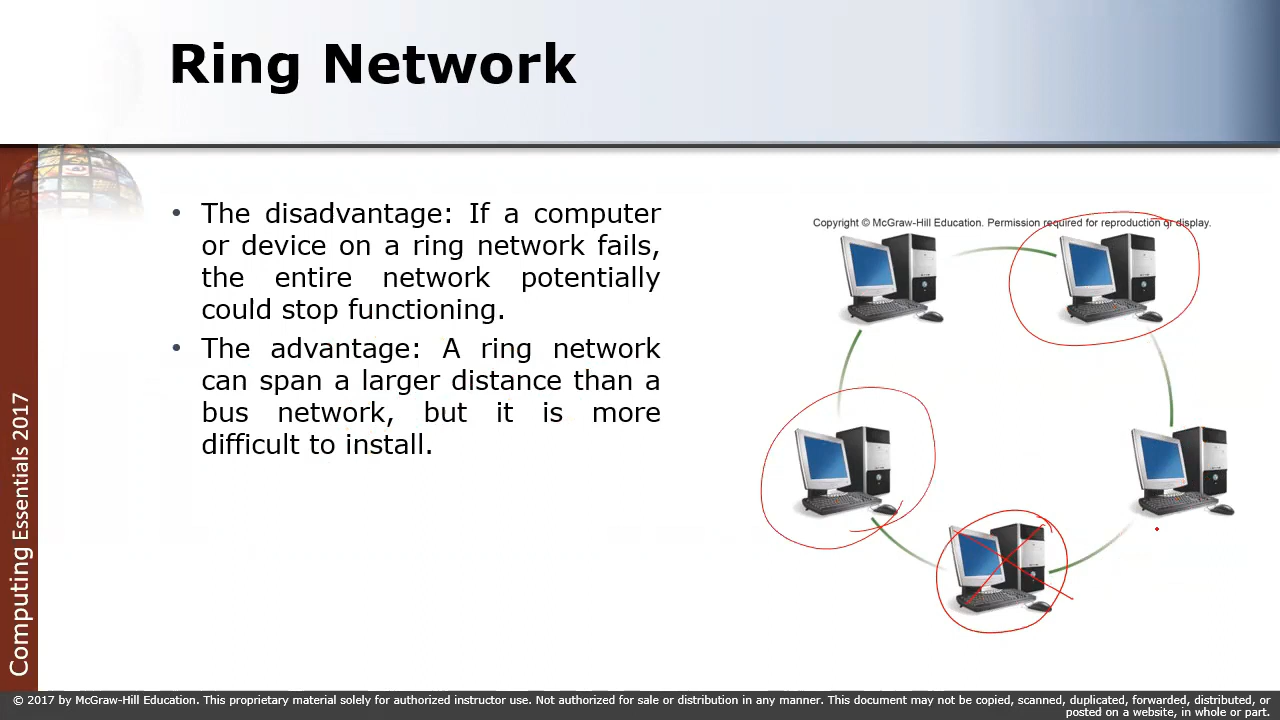 Ring Network
• The disadvantage: If a computer
or device on a ring network fails,
the entire network potentially
could stop functioning.
• The advantage: A ring network
can span a larger distance than a
bus network, but it is more
difficult to install.
Copyright © McGraw-Hill Education. Permission required for reproduction or display.
Computing Essentials 2017
© 2017 by McGraw-Hill Education. This proprietary material solely for authorized instructor use. Not authorized for sale or distribution in any manner. This document may not be copied, scanned, duplicated, forwarded, distributed, or
posted on a website, in whole or part.